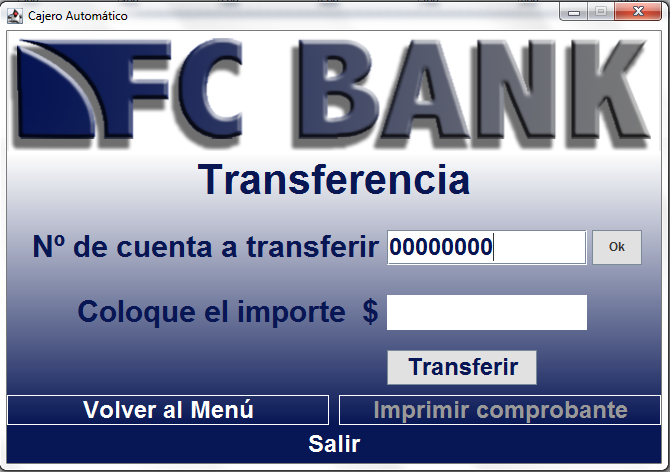 Cajero Automático
FC BANK
Transferencia
Nº de cuenta a transferir 00000000 Ok
Coloque el importe $
Transferir
Volver al Menú Imprimir comprobante
Salir